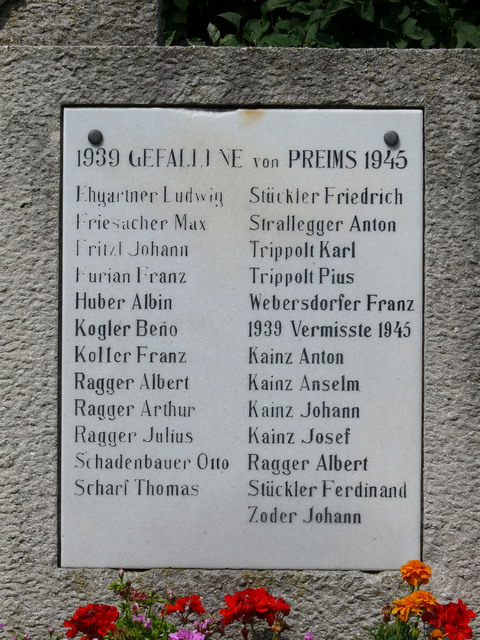 1939 GEFALLENE von PREIMS 1945
Ehgartner Ludwig
Friesacher Max
Fritzl Johann
Furian Franz
Huber Albin
Kogler Beno
Koller Franz
Ragger Albert
Ragger Arthur
Ragger Julius
Schadenbauer Otto
Scharf Thomas
Stückler Friedrich
Strallegger Anton
Trippolt Karl
Trippolt Pius
Webersdorfer Franz
1939 Vermisste 1945
Kainz Anton
Kainz Anselm
Kainz Johann
Kainz Josef
Ragger Albert
Stückler Ferdinand
Zoder Johann